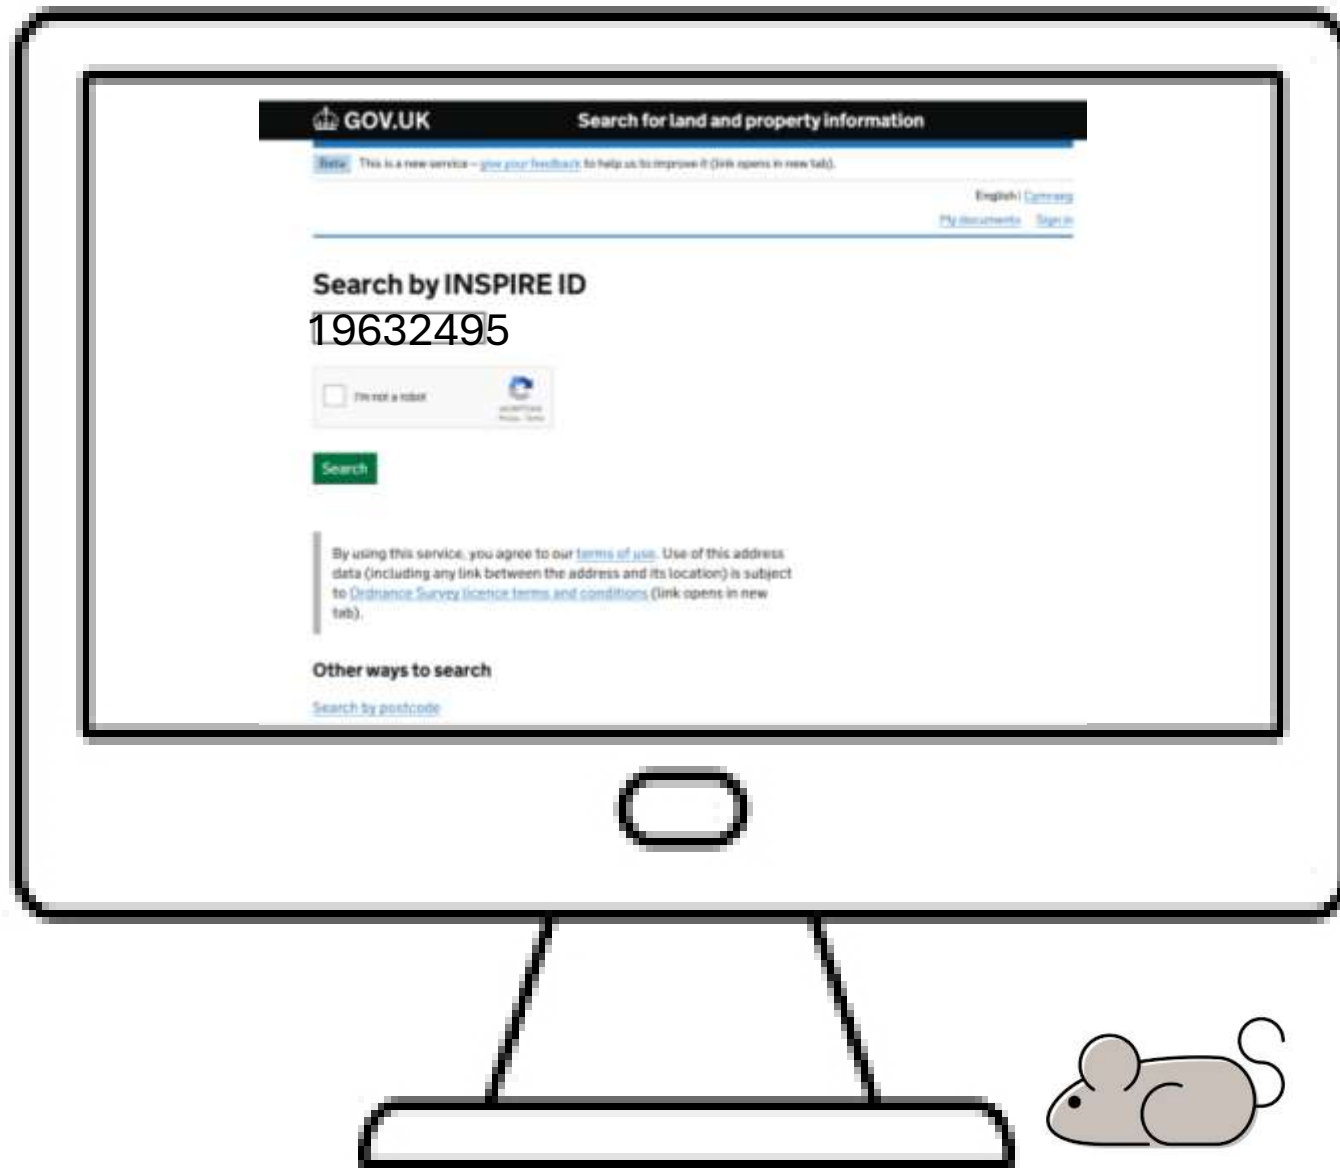 GOV.UK
Search for land and property information
Beta This is a new service – give your feedback to help us to improve it (link opens in new tab).
English | Cymraeg
My documents Sign in
Search by INSPIRE ID
19632495
I'm not a robot
reCAPTCHA
Privacy - Terms
Search
By using this service, you agree to our terms of use. Use of this address
data (including any link between the address and its location) is subject
to Ordnance Survey licence terms and conditions (link opens in new
tab).
Other ways to search
Search by postcode